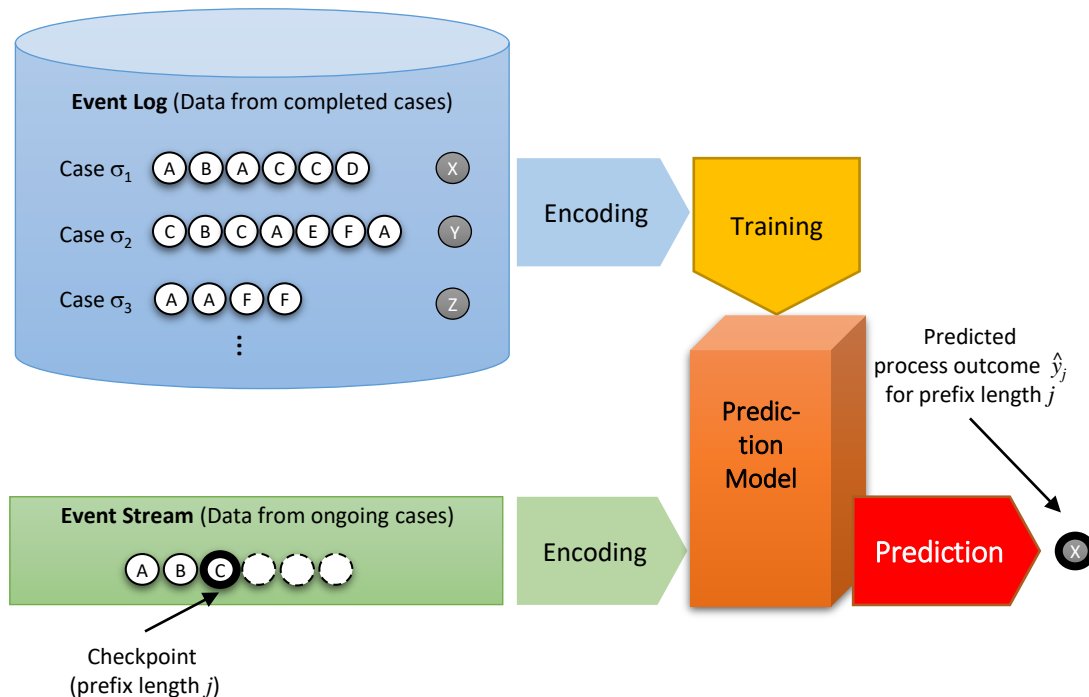 Event Log (Data from completed cases)
Case σ1 A B A C C D X
Case σ2 C B C A E F A Y
Case σ3 A A F F Z
⋮
Encoding
Training
Predicted
process outcome ŷj
for prefix length j
Predic-
tion
Model
Event Stream (Data from ongoing cases)
A B C
Encoding
Prediction
X
Checkpoint
(prefix length j)